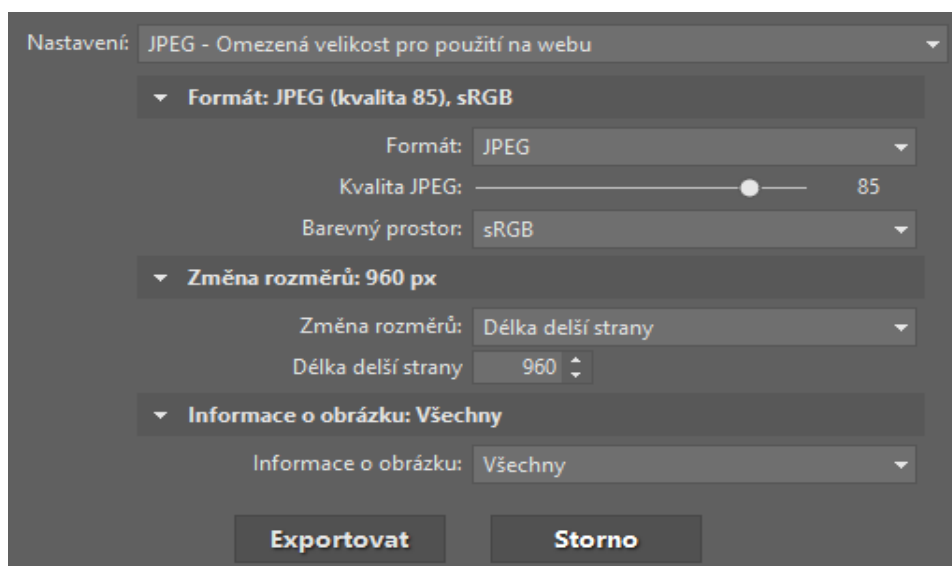 Nastavení: JPEG - Omezená velikost pro použití na webu
Formát: JPEG (kvalita 85), sRGB
Formát: JPEG
Kvalita JPEG: 85
Barevný prostor: sRGB
Změna rozměrů: 960 px
Změna rozměrů: Délka delší strany
Délka delší strany 960
Informace o obrázku: Všechny
Informace o obrázku: Všechny
Exportovat Storno